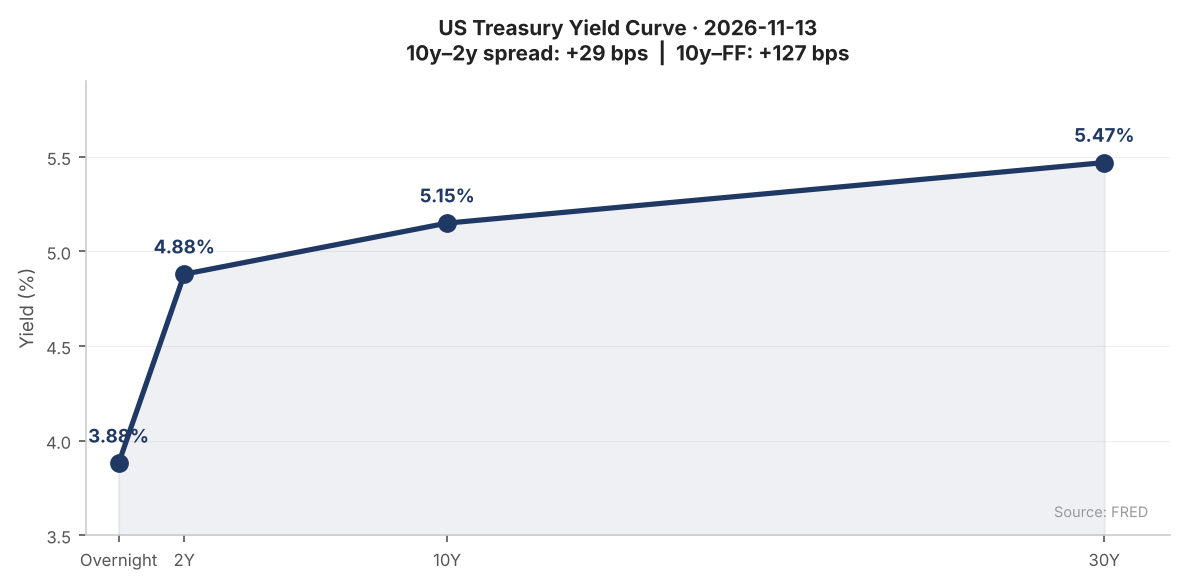 US Treasury Yield Curve · 2026-11-13
10y–2y spread: +29 bps | 10y–FF: +127 bps
Yield (%)
5.5
5.0
4.5
4.0
3.5
3.88%
4.88%
5.15%
5.47%
Source: FRED
Overnight 2Y 10Y 30Y